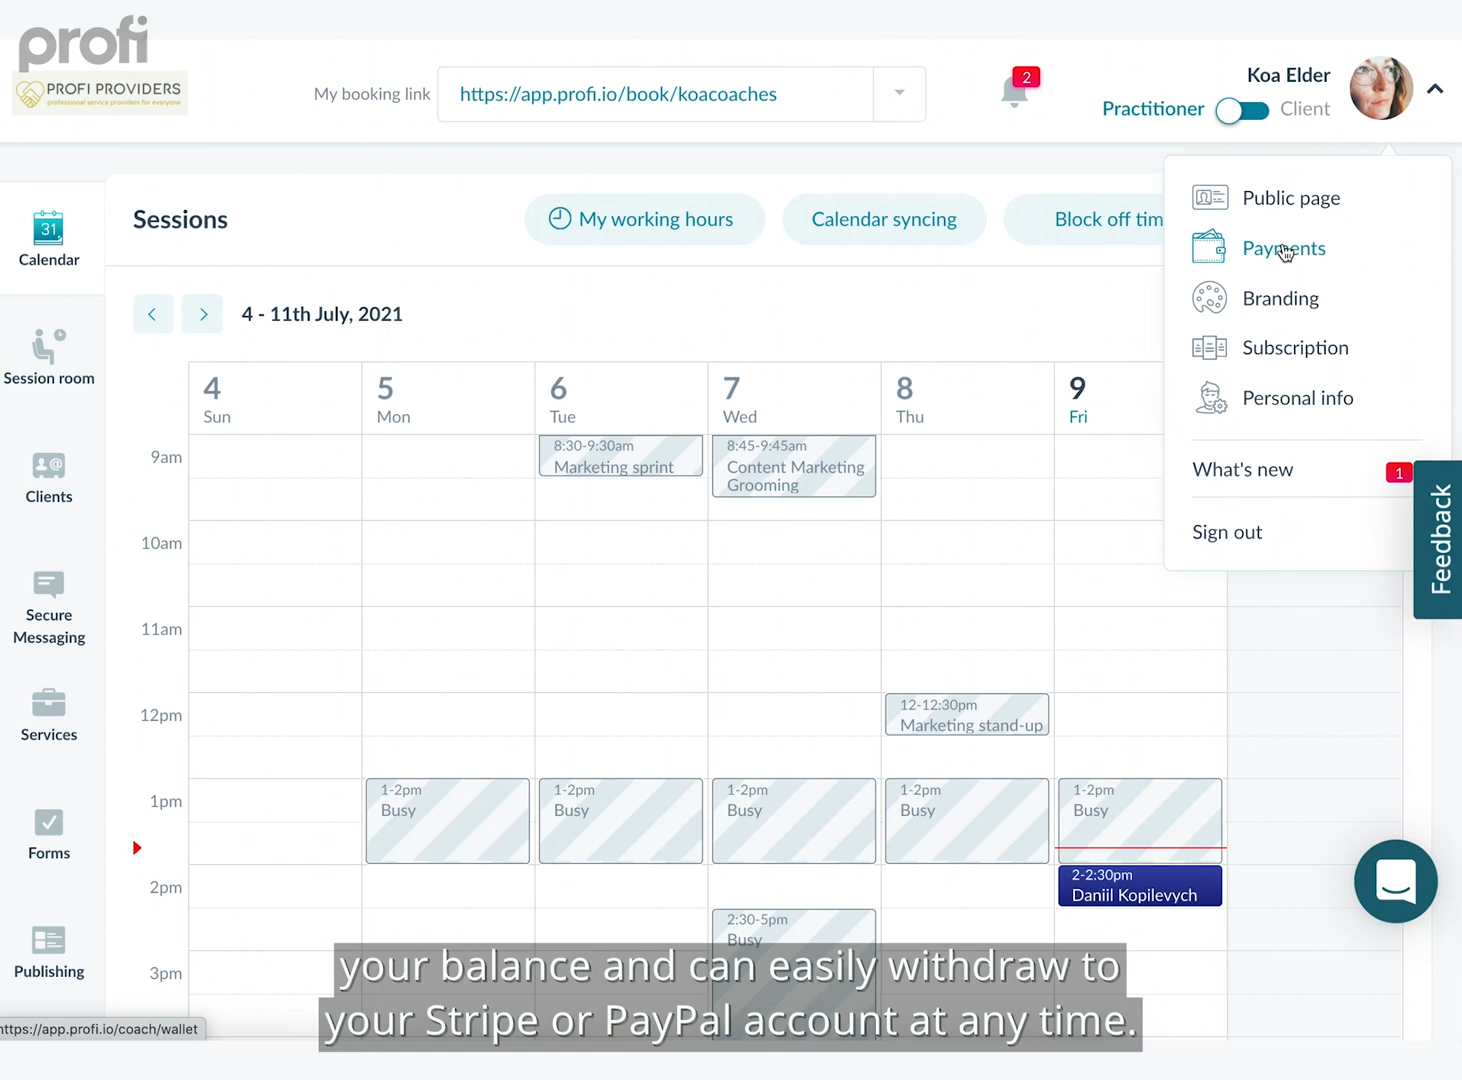 profi
PROFI PROVIDERS
professional service providers for everyone
My booking link
https://app.profi.io/book/koacoaches
2
Koa Elder
Practitioner
Client
Public page
Payments
Branding
Subscription
Personal info
What's new
1
Sign out
Feedback
31
Calendar
Session room
Clients
Secure
Messaging
Services
Forms
Publishing
Sessions
My working hours
Calendar syncing
Block off tim
4 - 11th July, 2021
4
Sun
5
Mon
6
Tue
7
Wed
8
Thu
9
Fri
9am
8:30-9:30am
Marketing sprint
8:45-9:45am
Content Marketing
Grooming
10am
11am
12pm
12-12:30pm
Marketing stand-up
1pm
1-2pm
Busy
1-2pm
Busy
1-2pm
Busy
1-2pm
Busy
1-2pm
Busy
2pm
2-2:30pm
Daniil Kopilevych
2:30-5pm
Busy
3pm
your balance and can easily withdraw to
your Stripe or PayPal account at any time.
https://app.profi.io/coach/wallet